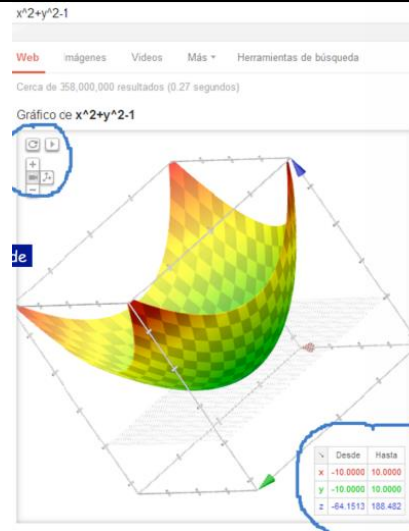 x^2+y^2-1
Web Imágenes Videos Más Herramientas de búsqueda
Cerca de 358,000,000 resultados (0.27 segundos)
Gráfico de x^2+y^2-1
de
Desde Hasta
x -10.0000 10.0000
y -10.0000 10.0000
z -64.1513 188.482